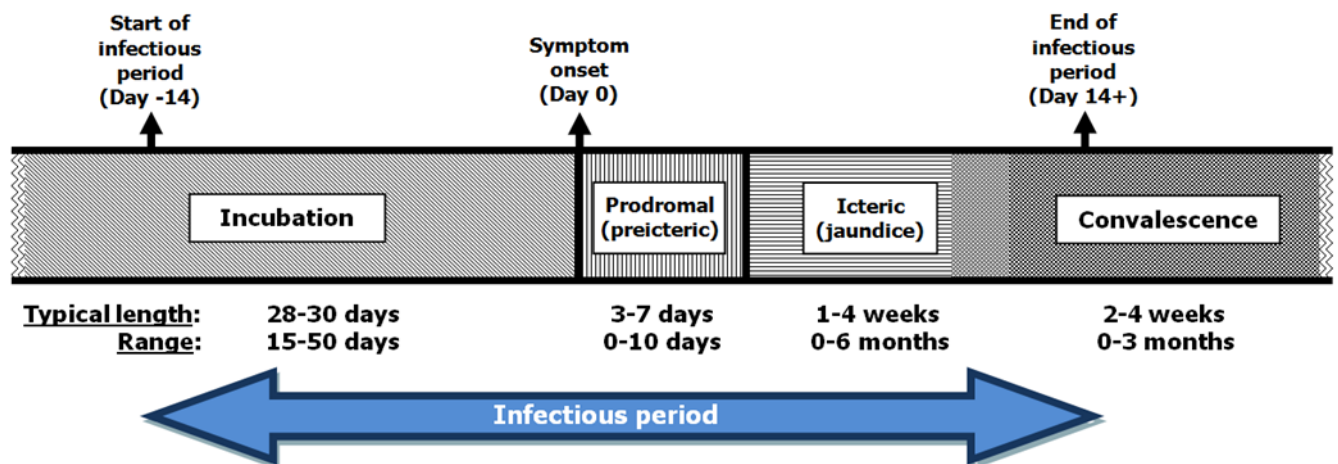 Start of
infectious
period
(Day -14)
Symptom
onset
(Day 0)
End of
infectious
period
(Day 14+)
Incubation
Prodromal
(preicteric)
Icteric
(jaundice)
Convalescence
Typical length: 28-30 days 3-7 days 1-4 weeks 2-4 weeks
Range: 15-50 days 0-10 days 0-6 months 0-3 months
Infectious period